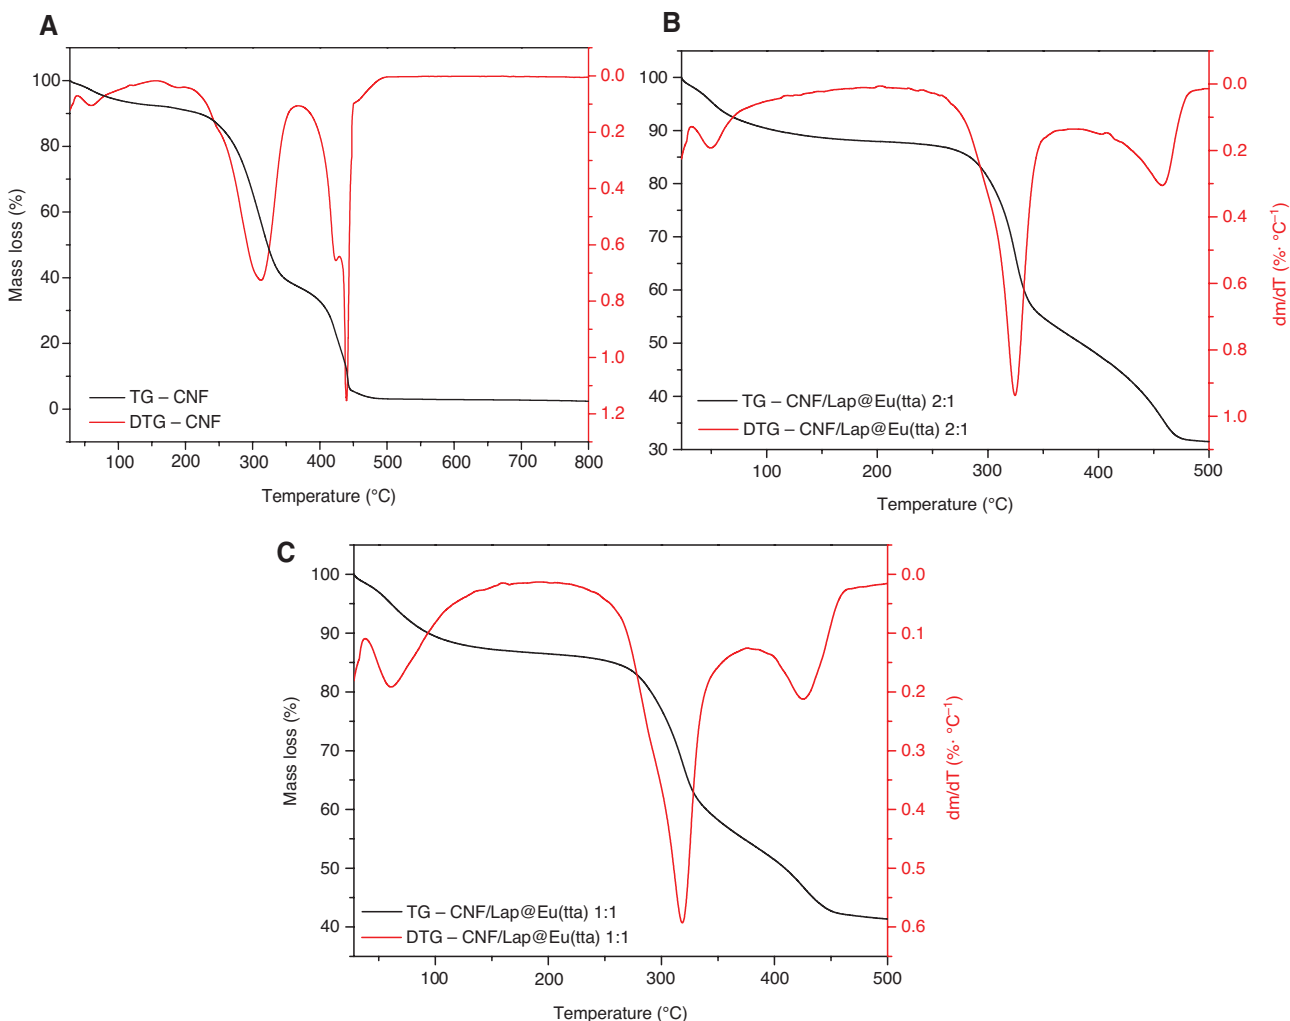 A
100
80
60
40
20
0
Mass loss (%)
0.0
0.2
0.4
0.6
0.8
1.0
1.2
TG – CNF
DTG – CNF
100 200 300 400 500 600 700 800
Temperature (°C)
B
100
90
80
70
60
50
40
30
0.0
0.2
0.4
0.6
0.8
1.0
dm/dT (%· °C⁻¹)
TG – CNF/Lap@Eu(tta) 2:1
DTG – CNF/Lap@Eu(tta) 2:1
100 200 300 400 500
Temperature (°C)
C
100
90
80
70
60
50
40
Mass loss (%)
0.0
0.1
0.2
0.3
0.4
0.5
0.6
dm/dT (%· °C⁻¹)
TG – CNF/Lap@Eu(tta) 1:1
DTG – CNF/Lap@Eu(tta) 1:1
100 200 300 400 500
Temperature (°C)